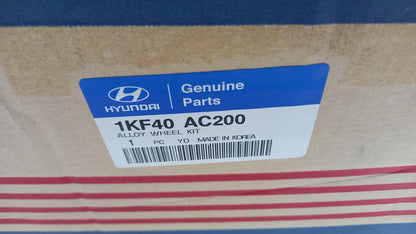 HYUNDAI
Genuine
Parts
1KF40 AC200
ALLOY WHEEL KIT
1 PC YD MADE IN KOREA